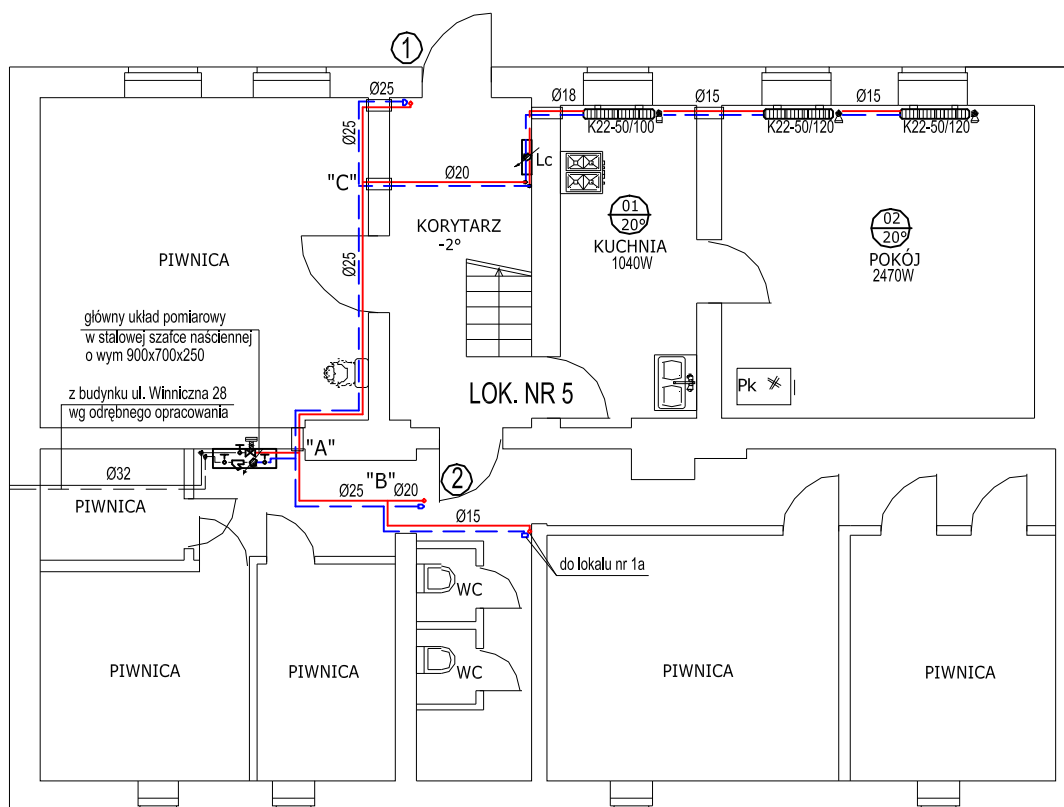 1
Ø25
Ø18
Ø15
Ø15
K22-50/100
K22-50/120
K22-50/120
Ø25
Lc
"C"
Ø20
01
20°
KUCHNIA
1040W
02
20°
POKÓJ
2470W
KORYTARZ
-2°
PIWNICA
Ø25
główny układ pomiarowy
w stalowej szafce naściennej
o wym 900x700x250
z budynku ul. Winniczna 28
wg odrębnego opracowania
LOK. NR 5
Pk
"A"
Ø32
"B"
2
Ø25
Ø20
PIWNICA
Ø15
do lokalu nr 1a
WC
WC
PIWNICA
PIWNICA
PIWNICA
PIWNICA